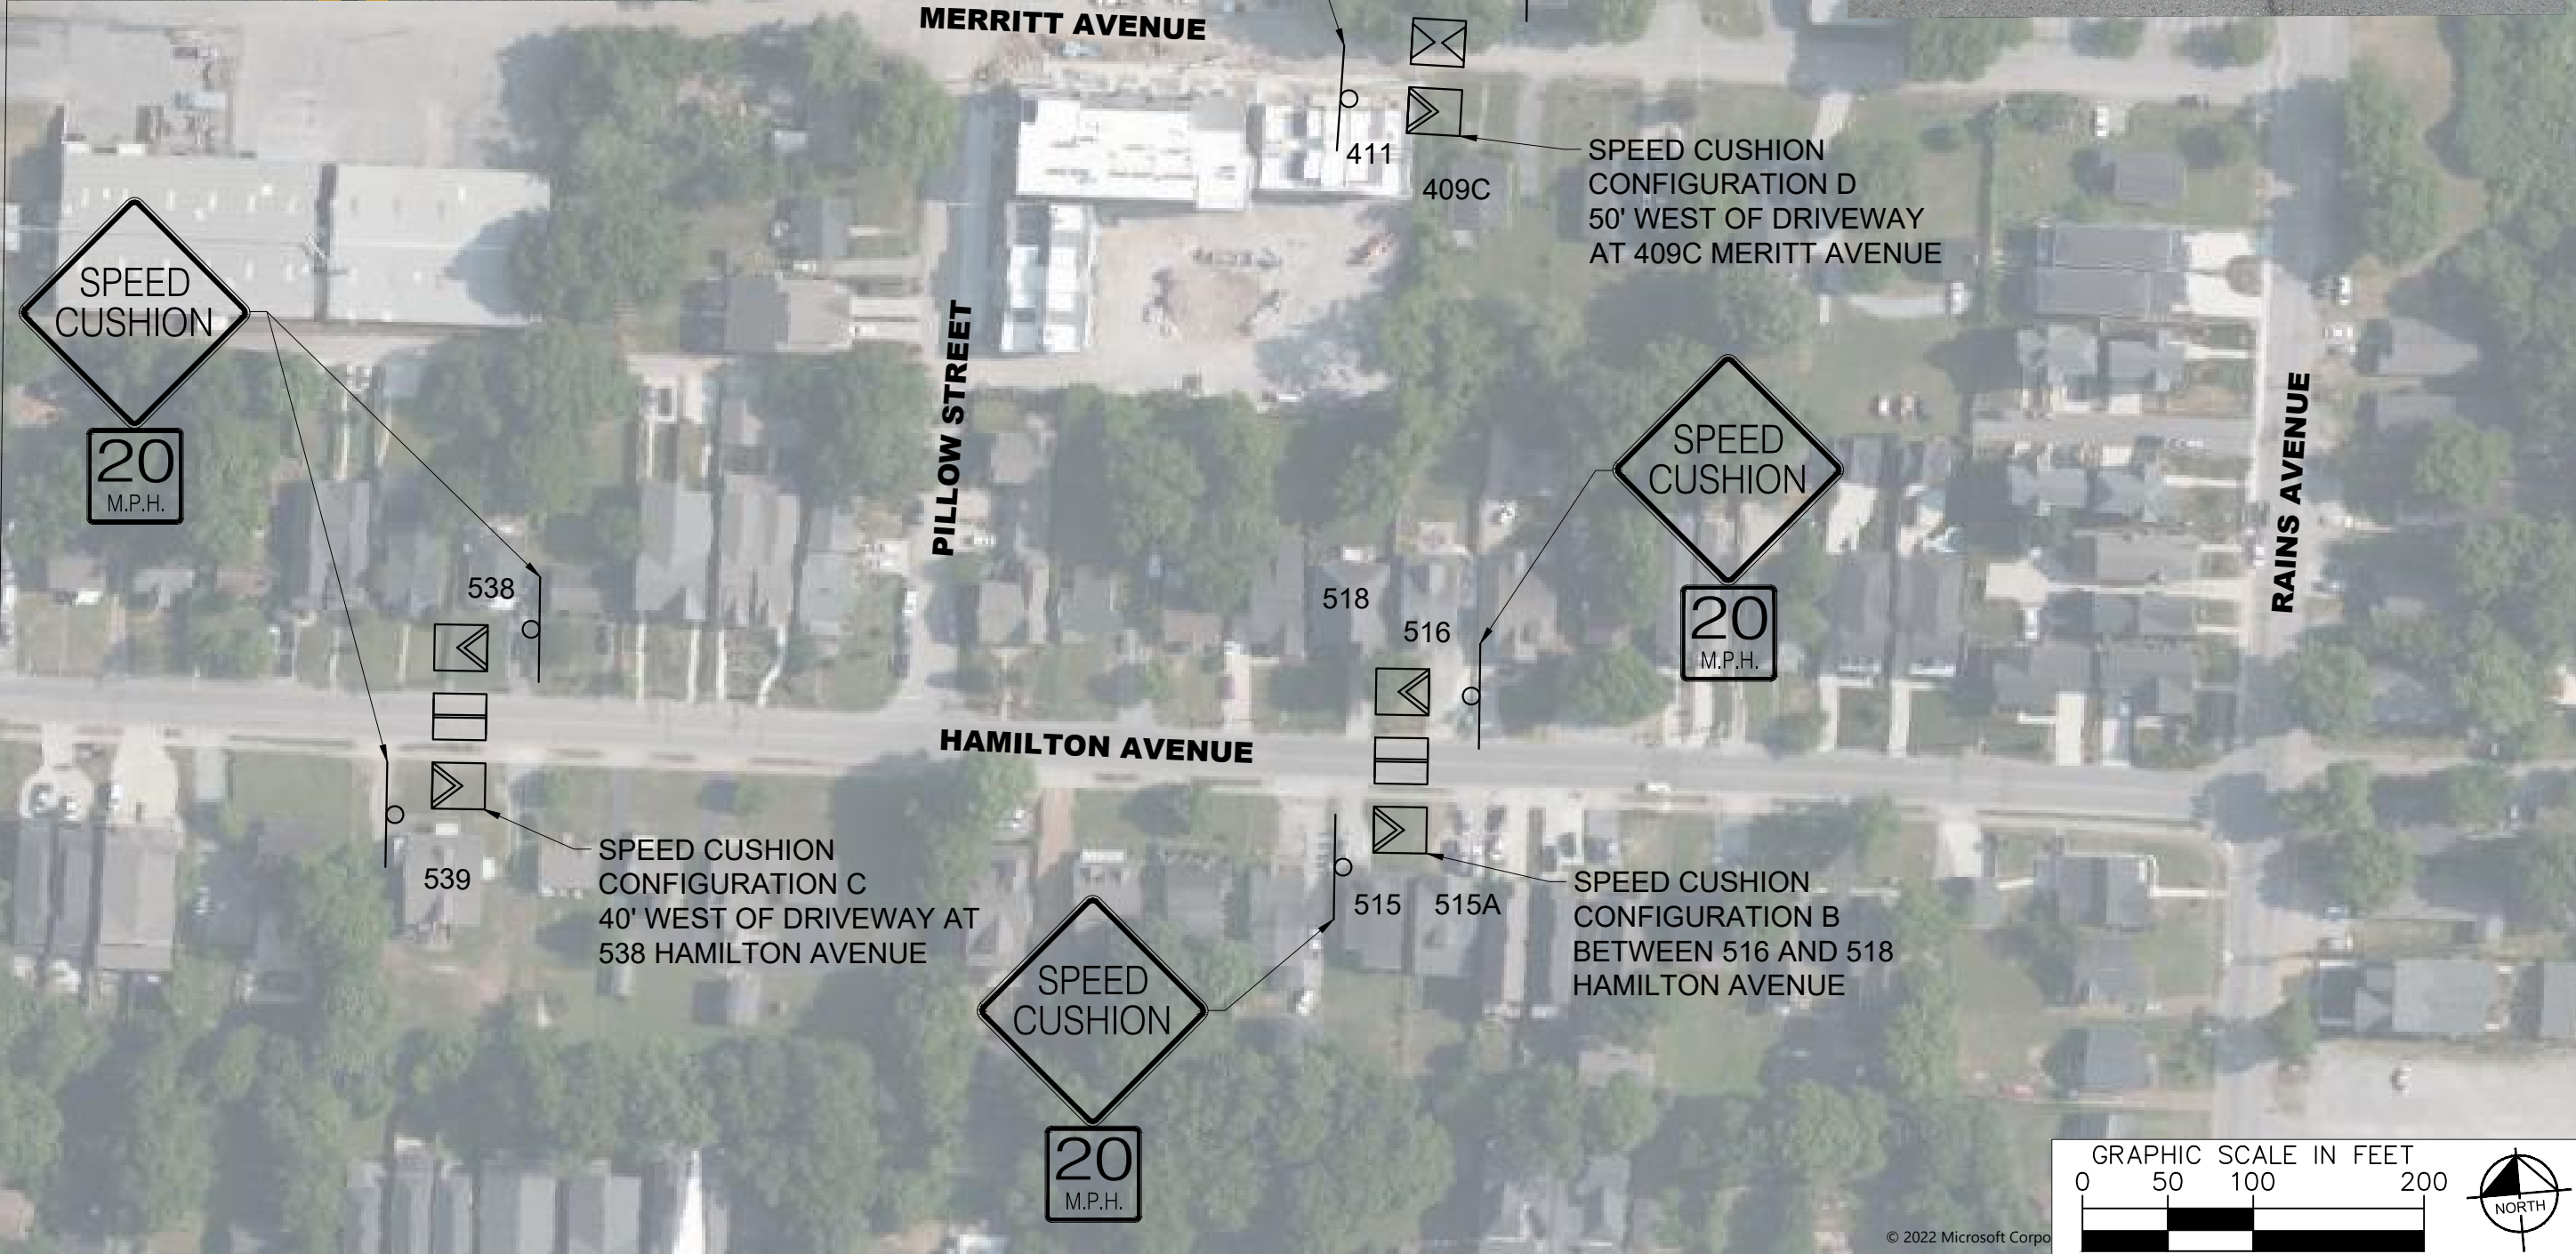 MERRITT AVENUE
411
409C
SPEED CUSHION
CONFIGURATION D
50' WEST OF DRIVEWAY
AT 409C MERITT AVENUE
SPEED
CUSHION
20
M.P.H.
PILLOW STREET
SPEED
CUSHION
20
M.P.H.
RAINS AVENUE
538
518
516
HAMILTON AVENUE
539
SPEED CUSHION
CONFIGURATION C
40' WEST OF DRIVEWAY AT
538 HAMILTON AVENUE
515
515A
SPEED CUSHION
CONFIGURATION B
BETWEEN 516 AND 518
HAMILTON AVENUE
SPEED
CUSHION
20
M.P.H.
GRAPHIC SCALE IN FEET
0 50 100 200
NORTH
© 2022 Microsoft Corpo